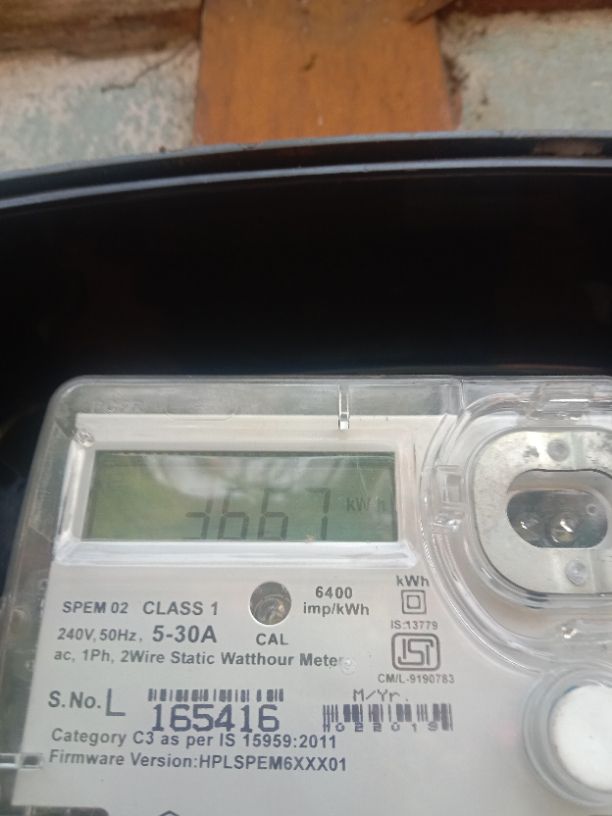 3667 kWh
SPEM 02 CLASS 1
6400
imp/kWh
kWh
240V, 50Hz, 5-30A
CAL
IS:13779
ac, 1Ph, 2Wire Static Watthour Meter
ISI
CM/L-9190783
M/Yr.
S.No. L 165416
H022019
Category C3 as per IS 15959:2011
Firmware Version:HPLSPEM6XXX01